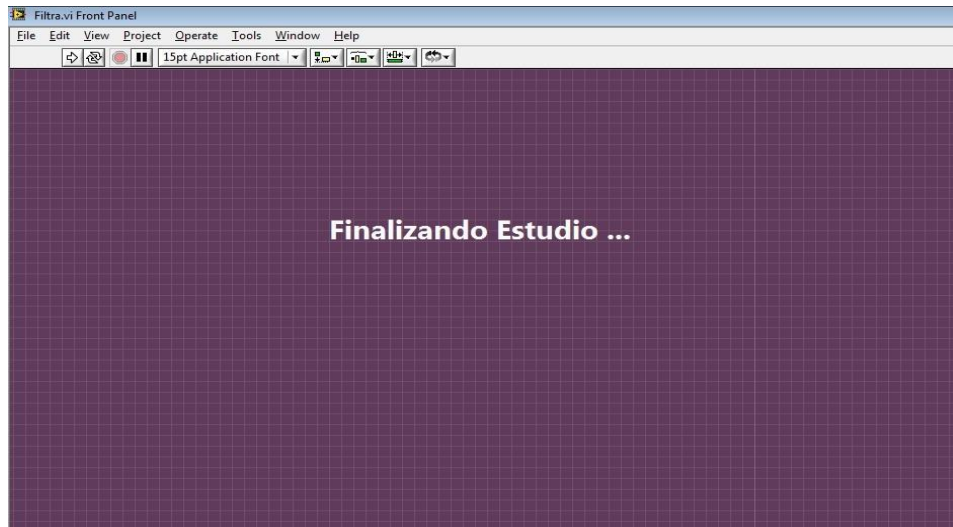 Filtra.vi Front Panel
File Edit View Project Operate Tools Window Help
15pt Application Font
Finalizando Estudio ...